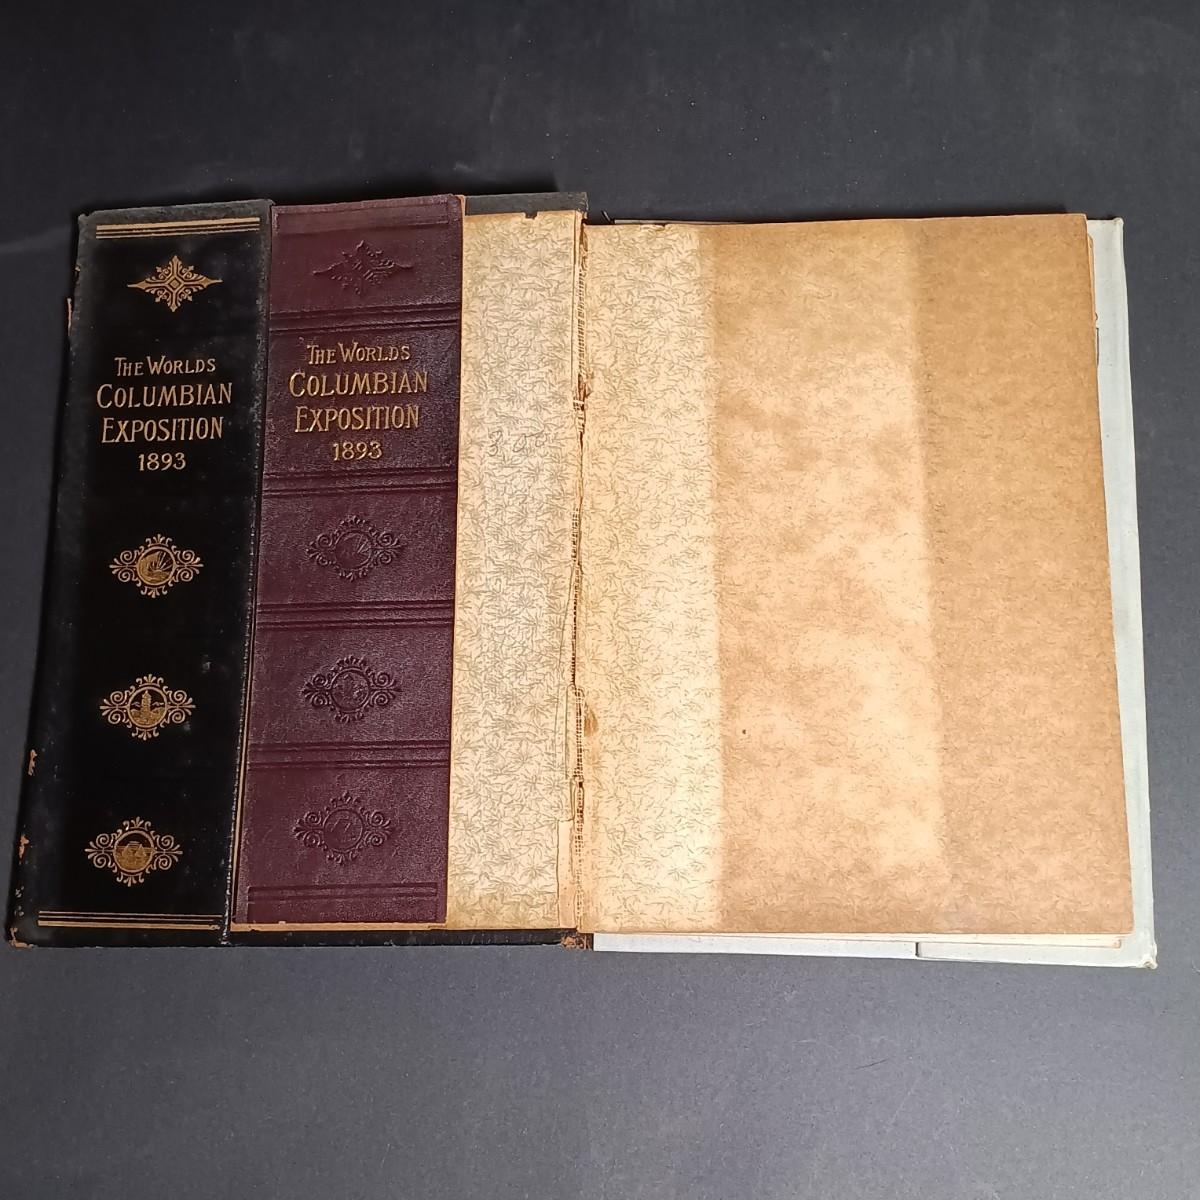 THE WORLDS
COLUMBIAN
EXPOSITION
1893
THE WORLDS
COLUMBIAN
EXPOSITION
1893